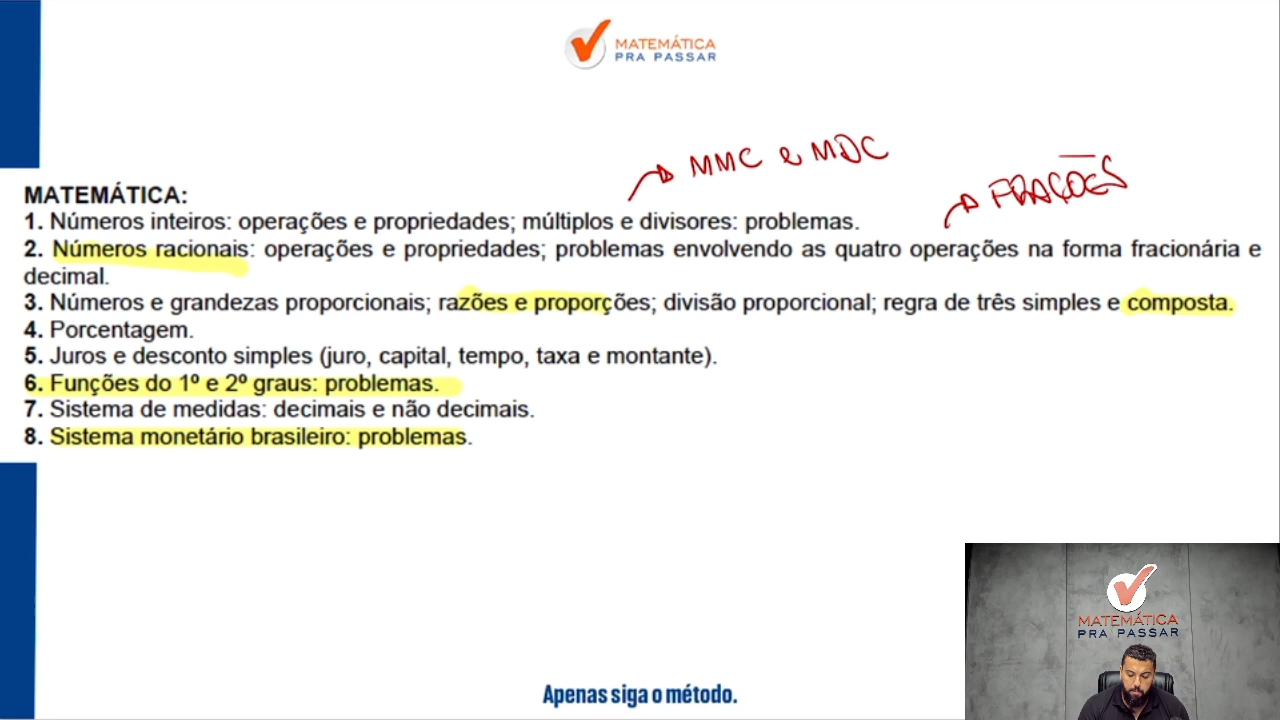 MATEMÁTICA
PRA PASSAR
MMC e MDC
FRAÇÕES
MATEMÁTICA:
1. Números inteiros: operações e propriedades; múltiplos e divisores: problemas.
2. Números racionais: operações e propriedades; problemas envolvendo as quatro operações na forma fracionária e
decimal.
3. Números e grandezas proporcionais; razões e proporções; divisão proporcional; regra de três simples e composta.
4. Porcentagem.
5. Juros e desconto simples (juro, capital, tempo, taxa e montante).
6. Funções do 1º e 2º graus: problemas.
7. Sistema de medidas: decimais e não decimais.
8. Sistema monetário brasileiro: problemas.
MATEMÁTICA
PRA PASSAR
Apenas siga o método.